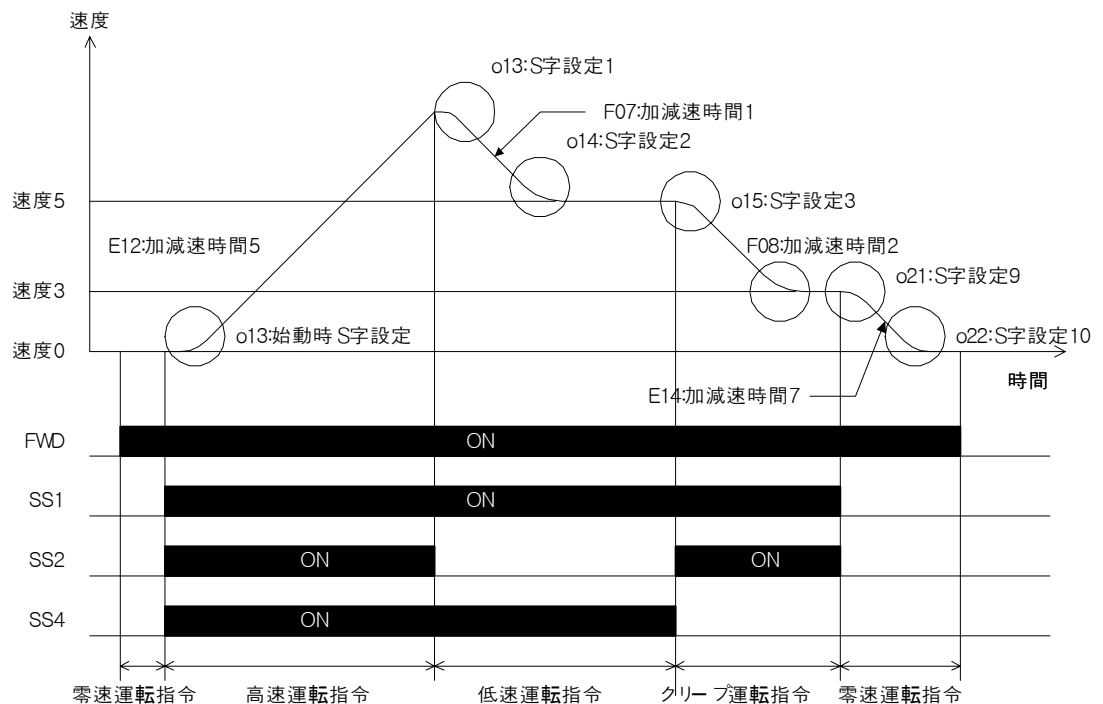 速度
o13:S字設定1
F07:加減速時間1
o14:S字設定2
速度5
o15:S字設定3
E12:加減速時間5
F08:加減速時間2
速度3
o21:S字設定9
o13:始動時S字設定
o22:S字設定10
速度0
時間
E14:加減速時間7
FWD
ON
SS1
ON
SS2
ON
ON
SS4
ON
零速運転指令
高速運転指令
低速運転指令
クリープ運転指令
零速運転指令